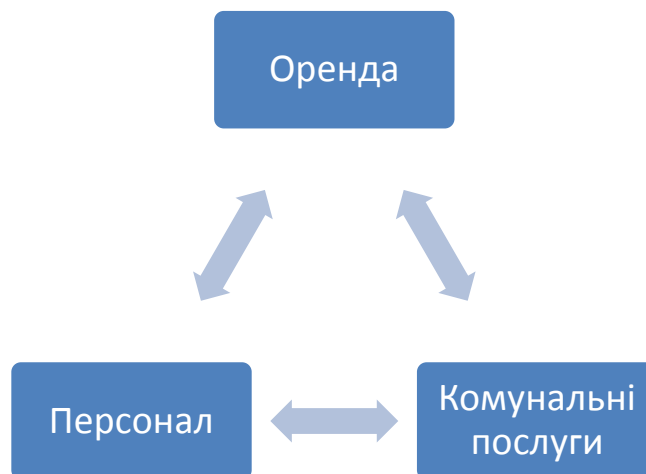 Оренда
Персонал
Комунальні
послуги